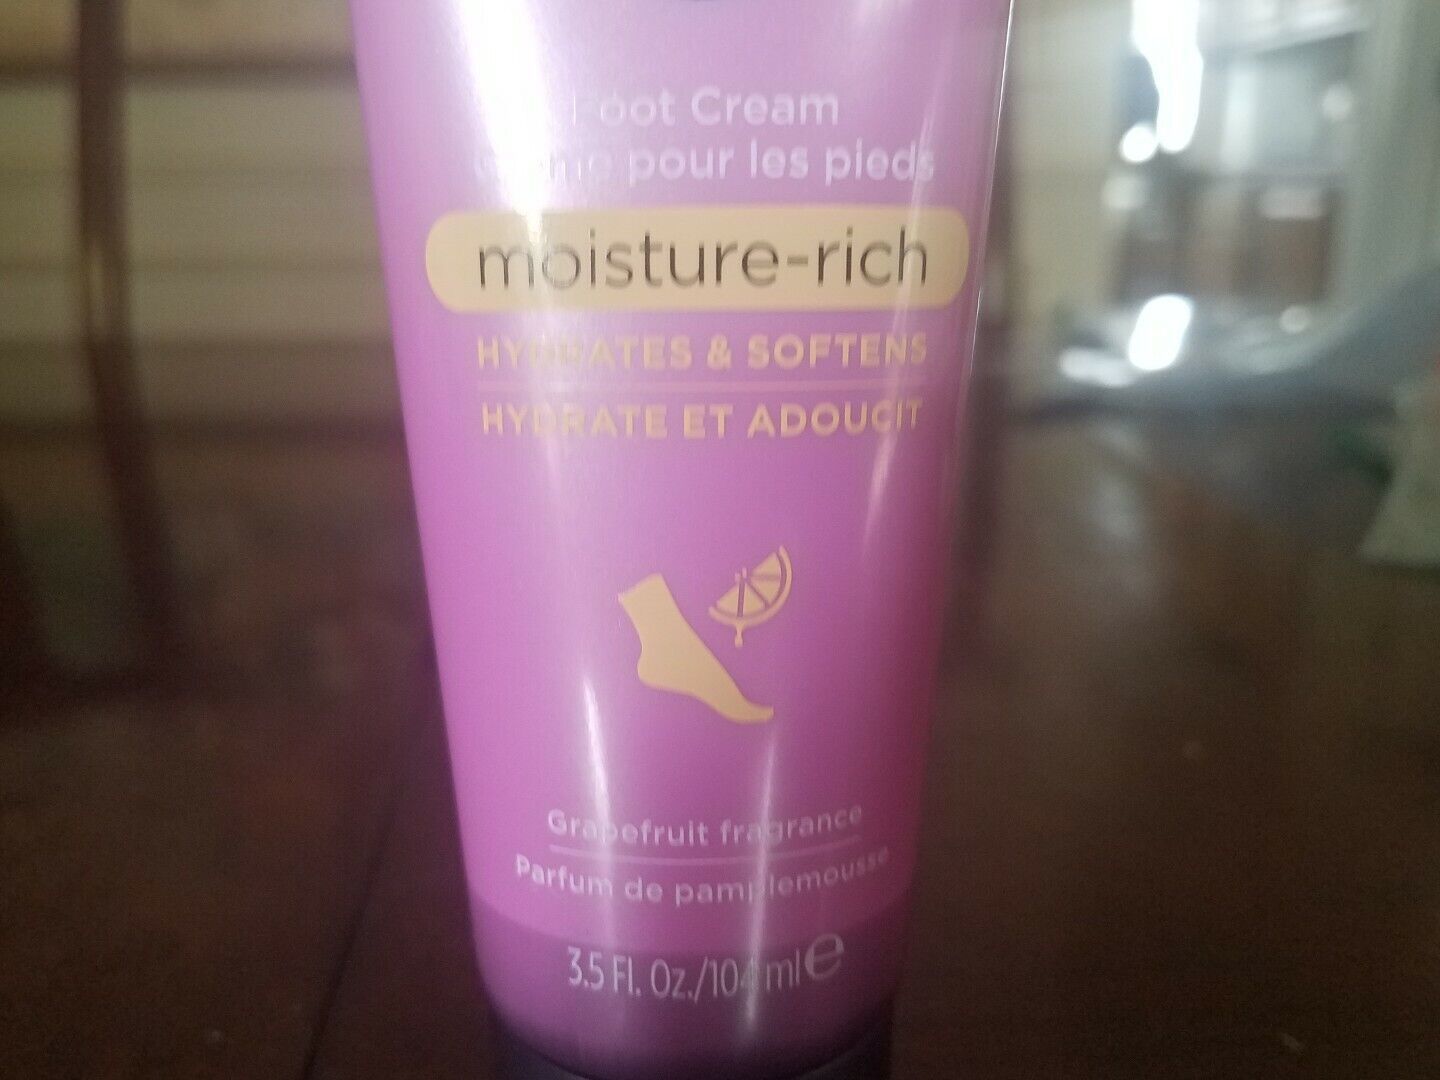 Foot Cream
Crème pour les pieds
moisture-rich
HYDRATES & SOFTENS
HYDRATE ET ADOUCIT
Grapefruit fragrance
Parfum de pamplemousse
3.5 Fl. Oz./104 ml e